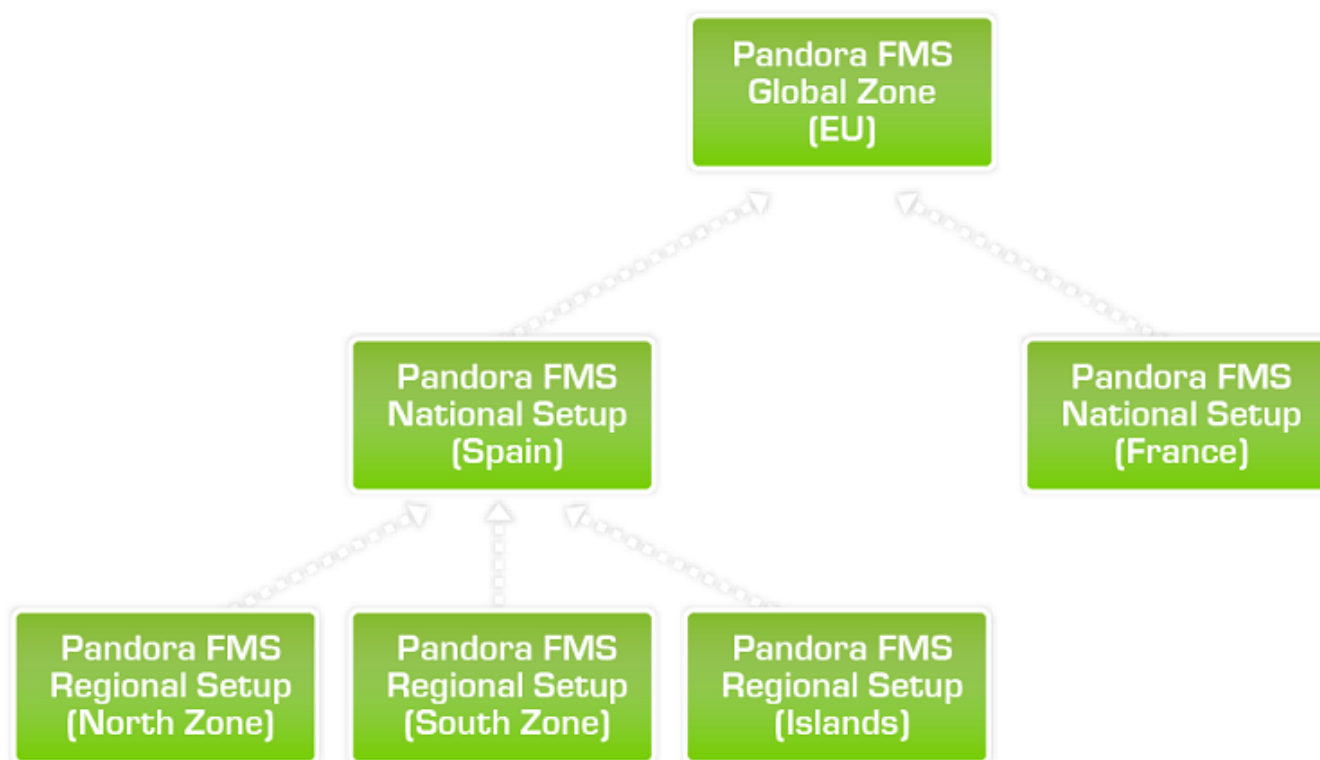 Pandora FMS
Global Zone
(EU)
Pandora FMS
National Setup
(Spain)
Pandora FMS
National Setup
(France)
Pandora FMS
Regional Setup
(North Zone)
Pandora FMS
Regional Setup
(South Zone)
Pandora FMS
Regional Setup
(Islands)